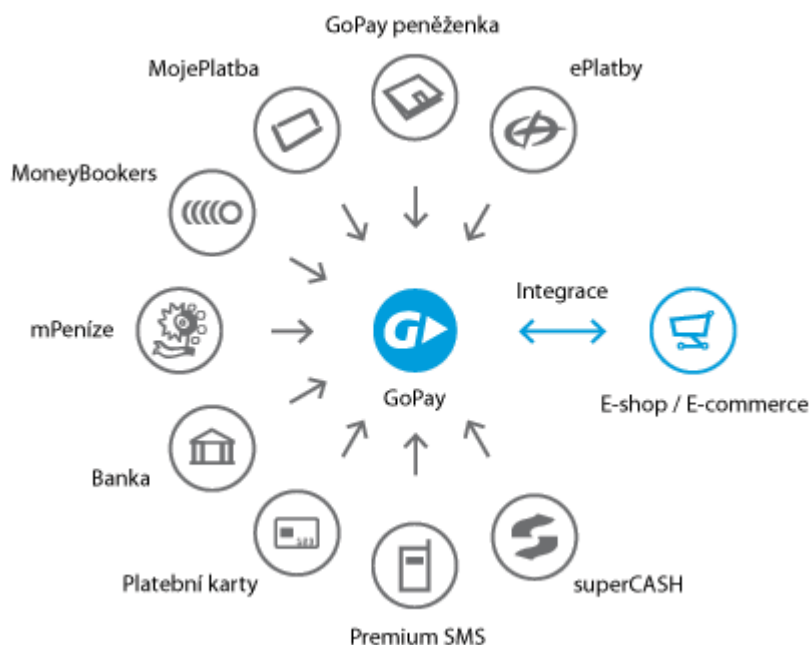 GoPay peněženka
MojePlatba
ePlatby
MoneyBookers
Integrace
mPeníze
GoPay
E-shop / E-commerce
Banka
Platební karty
superCASH
Premium SMS